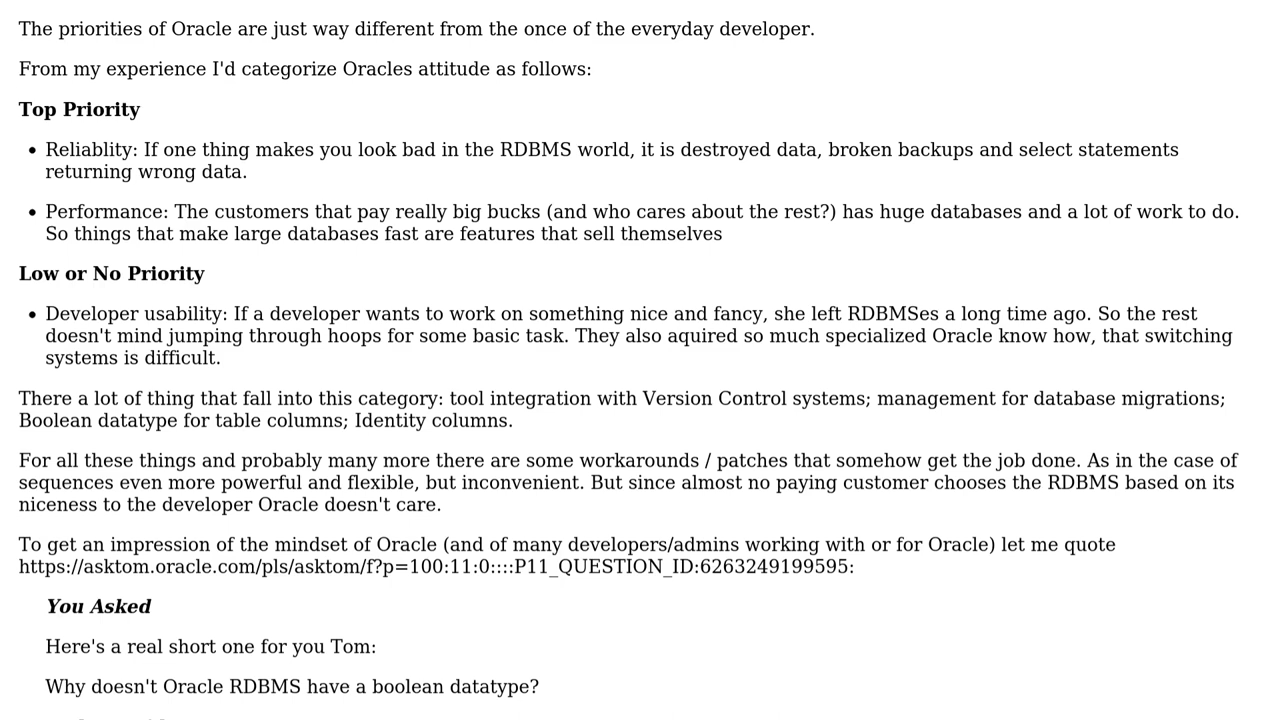 The priorities of Oracle are just way different from the once of the everyday developer.
From my experience I'd categorize Oracles attitude as follows:
Top Priority
• Reliablity: If one thing makes you look bad in the RDBMS world, it is destroyed data, broken backups and select statements
returning wrong data.
• Performance: The customers that pay really big bucks (and who cares about the rest?) has huge databases and a lot of work to do.
So things that make large databases fast are features that sell themselves
Low or No Priority
• Developer usability: If a developer wants to work on something nice and fancy, she left RDBMSes a long time ago. So the rest
doesn't mind jumping through hoops for some basic task. They also aquired so much specialized Oracle know how, that switching
systems is difficult.
There a lot of thing that fall into this category: tool integration with Version Control systems; management for database migrations;
Boolean datatype for table columns; Identity columns.
For all these things and probably many more there are some workarounds / patches that somehow get the job done. As in the case of
sequences even more powerful and flexible, but inconvenient. But since almost no paying customer chooses the RDBMS based on its
niceness to the developer Oracle doesn't care.
To get an impression of the mindset of Oracle (and of many developers/admins working with or for Oracle) let me quote
https://asktom.oracle.com/pls/asktom/f?p=100:11:0::::P11_QUESTION_ID:6263249199595:
You Asked
Here's a real short one for you Tom:
Why doesn't Oracle RDBMS have a boolean datatype?